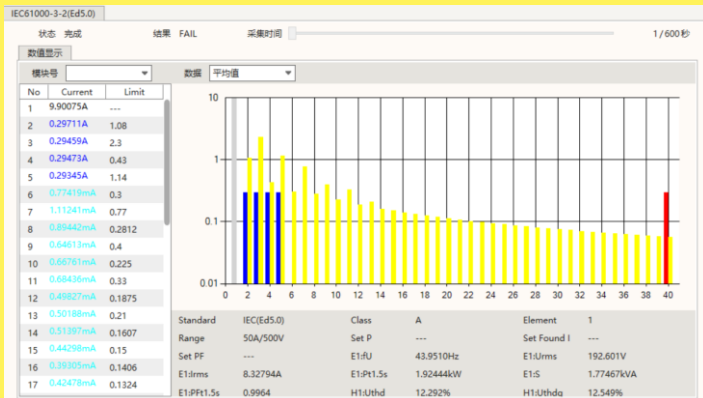 IEC61000-3-2(Ed5.0)
状态 完成 结果 FAIL 采集时间 1/600秒
数值显示
模块号 数据 平均值
No Current Limit
1 9.90075A ---
2 0.29711A 1.08
3 0.29459A 2.3
4 0.29473A 0.43
5 0.29345A 1.14
6 0.77419mA 0.3
7 1.11241mA 0.77
8 0.89442mA 0.2812
9 0.64613mA 0.4
10 0.66761mA 0.225
11 0.68436mA 0.33
12 0.49827mA 0.1875
13 0.50188mA 0.21
14 0.51397mA 0.1607
15 0.44298mA 0.15
16 0.39305mA 0.1406
17 0.42478mA 0.1324
10
1
0.1
0.01
0 2 4 6 8 10 12 14 16 18 20 22 24 26 28 30 32 34 36 38 40
Standard IEC(Ed5.0) Class A Element 1
Range 50A/500V Set P --- Set Found I ---
Set PF --- E1:fU 43.9510Hz E1:Urms 192.601V
E1:Irms 8.32794A E1:Pt1.5s 1.92444kW E1:S 1.77467kVA
E1:PFt1.5s 0.9964 H1:Uthd 12.292% H1:Uthdg 12.549%